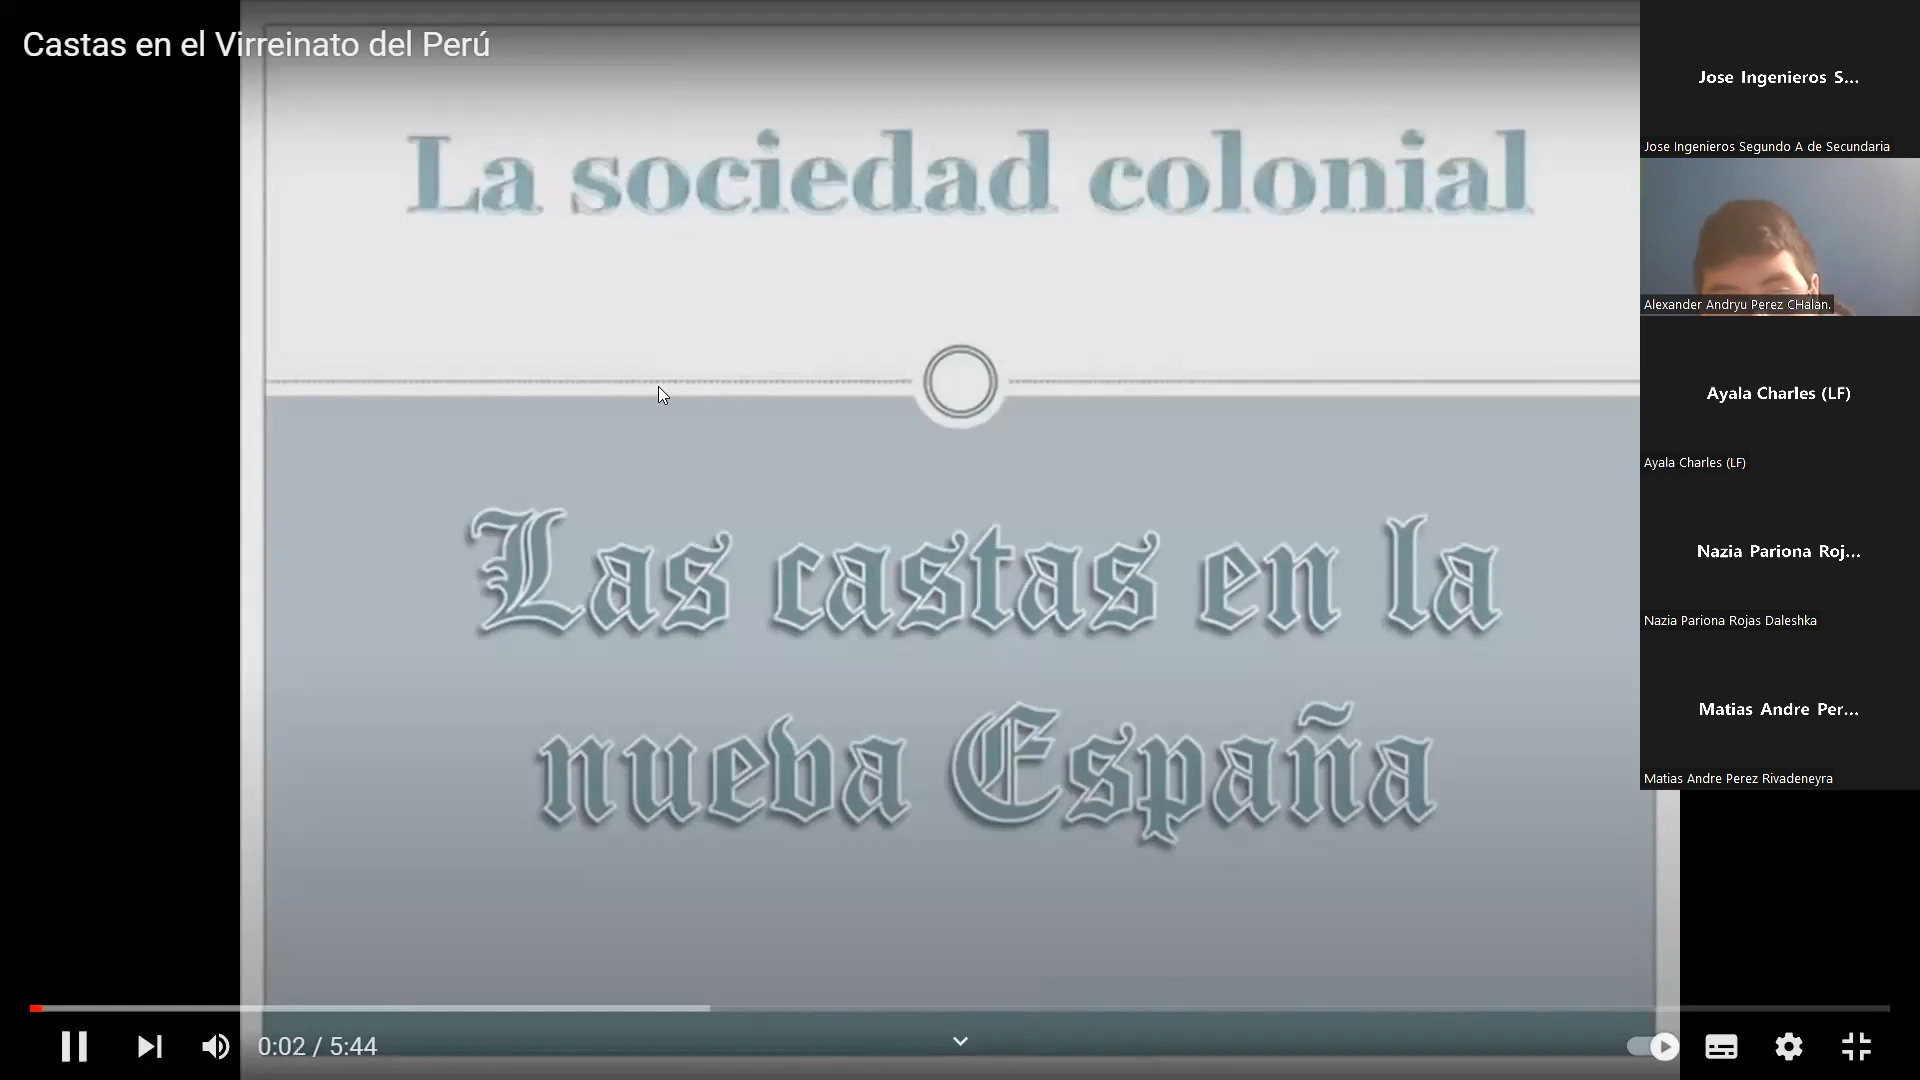 Castas en el Virreinato del Perú
La sociedad colonial
Las castas en la
nueva España
0:02 / 5:44
Jose Ingenieros S...
Jose Ingenieros Segundo A de Secundaria
Alexander Andryu Perez CHalan.
Ayala Charles (LF)
Ayala Charles (LF)
Nazia Pariona Roj...
Nazia Pariona Rojas Daleshka
Matias Andre Per...
Matias Andre Perez Rivadeneyra